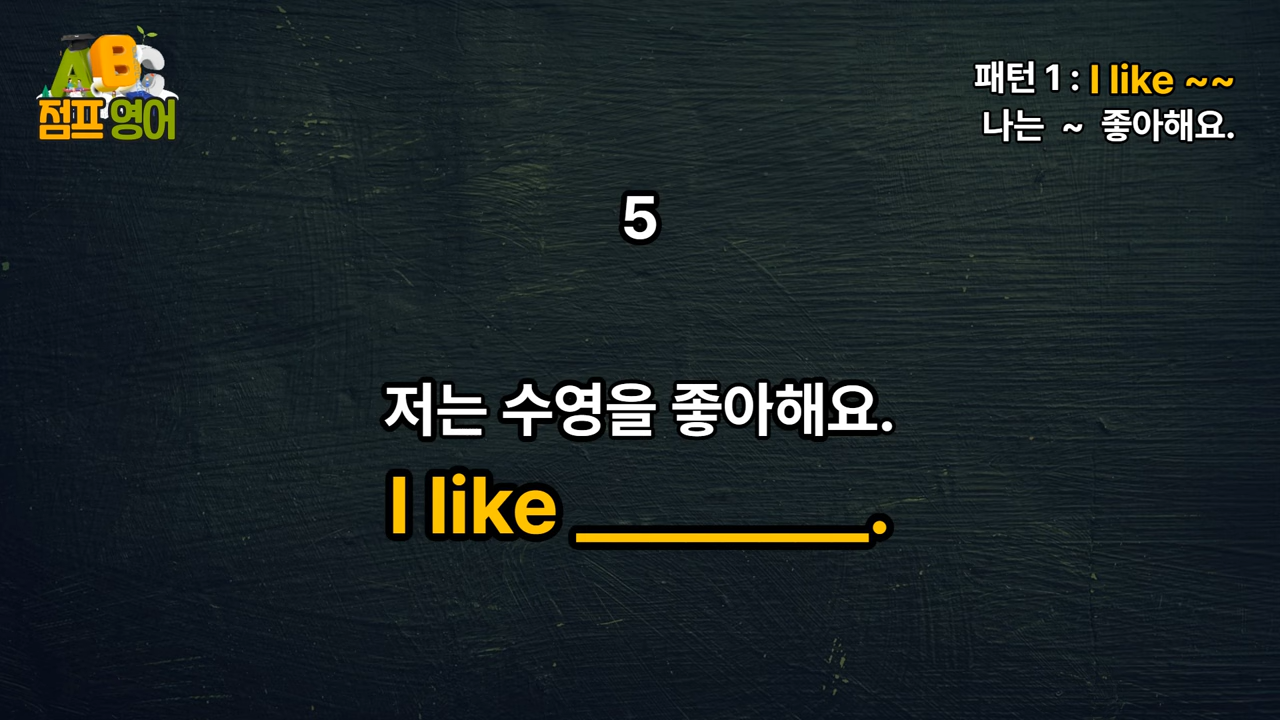 ABC
점프 영어
패턴 1 : I like ~~
나는 ~ 좋아해요.
5
저는 수영을 좋아해요.
I like ________.